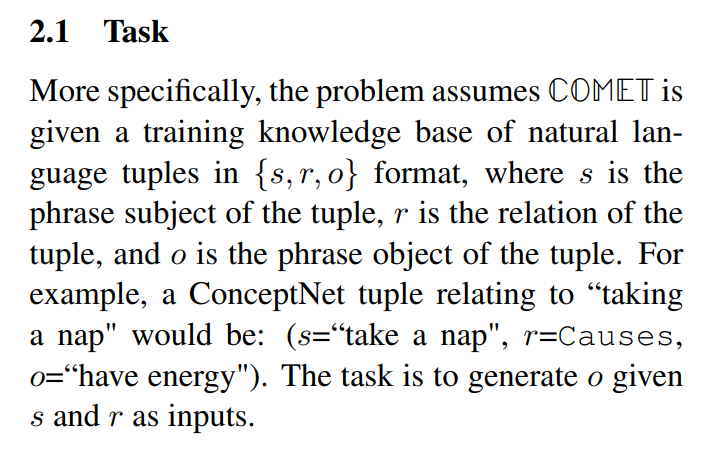 2.1 Task
More specifically, the problem assumes ℂ𝕆𝕄𝔼𝕋 is
given a training knowledge base of natural lan-
guage tuples in {s, r, o} format, where s is the
phrase subject of the tuple, r is the relation of the
tuple, and o is the phrase object of the tuple. For
example, a ConceptNet tuple relating to “taking
a nap" would be: (s=“take a nap", r=Causes,
o=“have energy"). The task is to generate o given
s and r as inputs.